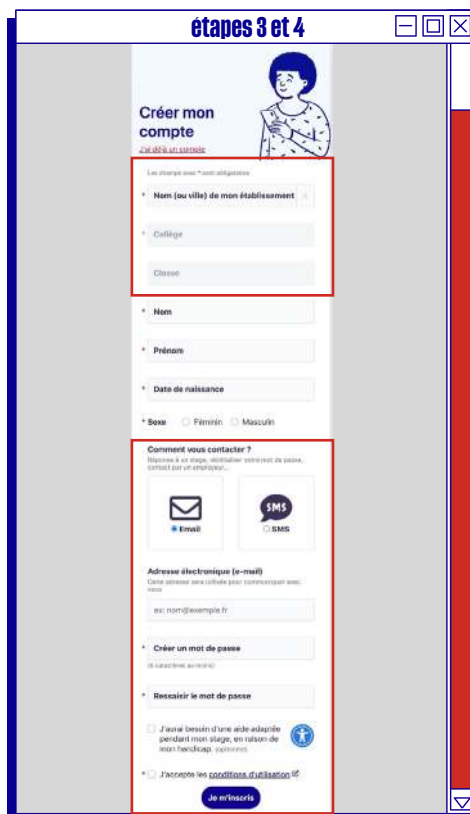 étapes 3 et 4
Créer mon
compte
J'ai déjà un compte
Les champs avec * sont obligatoires
* Nom (ou ville) de mon établissement
* Collège
Classe
* Nom
* Prénom
* Date de naissance
* Sexe Féminin Masculin
Comment vous contacter ?
Réponse à un stage, réinitialiser votre mot de passe,
contact par un employeur...
SMS
Email
SMS
Adresse électronique (e-mail)
Cette adresse sera utilisée pour communiquer avec
vous
ex: nom@exemple.fr
* Créer un mot de passe
(6 caractères au moins)
* Ressaisir le mot de passe
J'aurai besoin d'une aide adaptée
pendant mon stage, en raison de
mon handicap. (optionnel)
* J'accepte les conditions d'utilisation
Je m'inscris